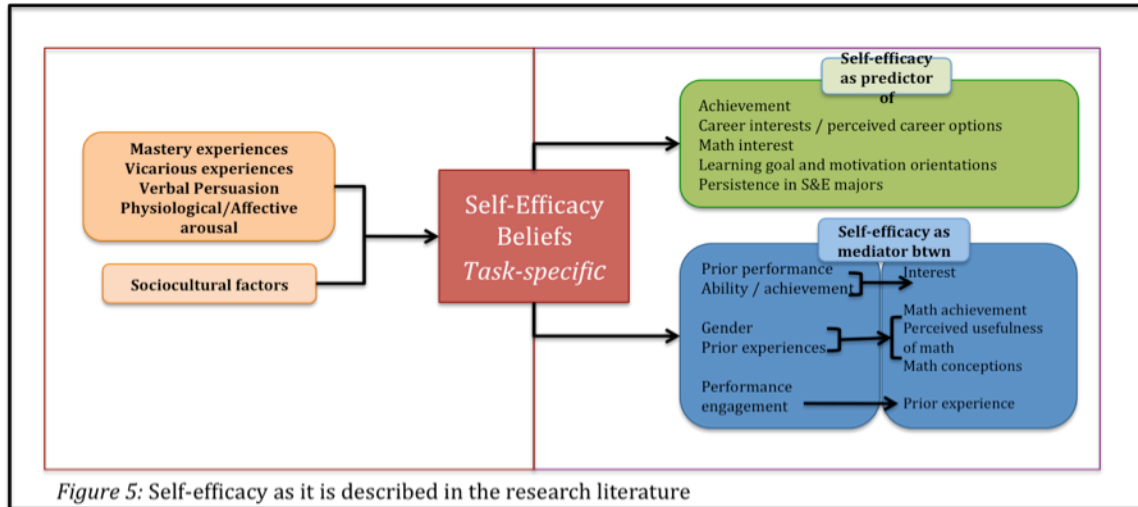 Mastery experiences
Vicarious experiences
Verbal Persuasion
Physiological/Affective
arousal
Sociocultural factors
Self-Efficacy
Beliefs
Task-specific
Self-efficacy
as predictor
of
Achievement
Career interests / perceived career options
Math interest
Learning goal and motivation orientations
Persistence in S&E majors
Self-efficacy as
mediator btwn
Prior performance
Ability / achievement
Interest
Gender
Prior experiences
Math achievement
Perceived usefulness
of math
Math conceptions
Performance
engagement
Prior experience
Figure 5: Self-efficacy as it is described in the research literature